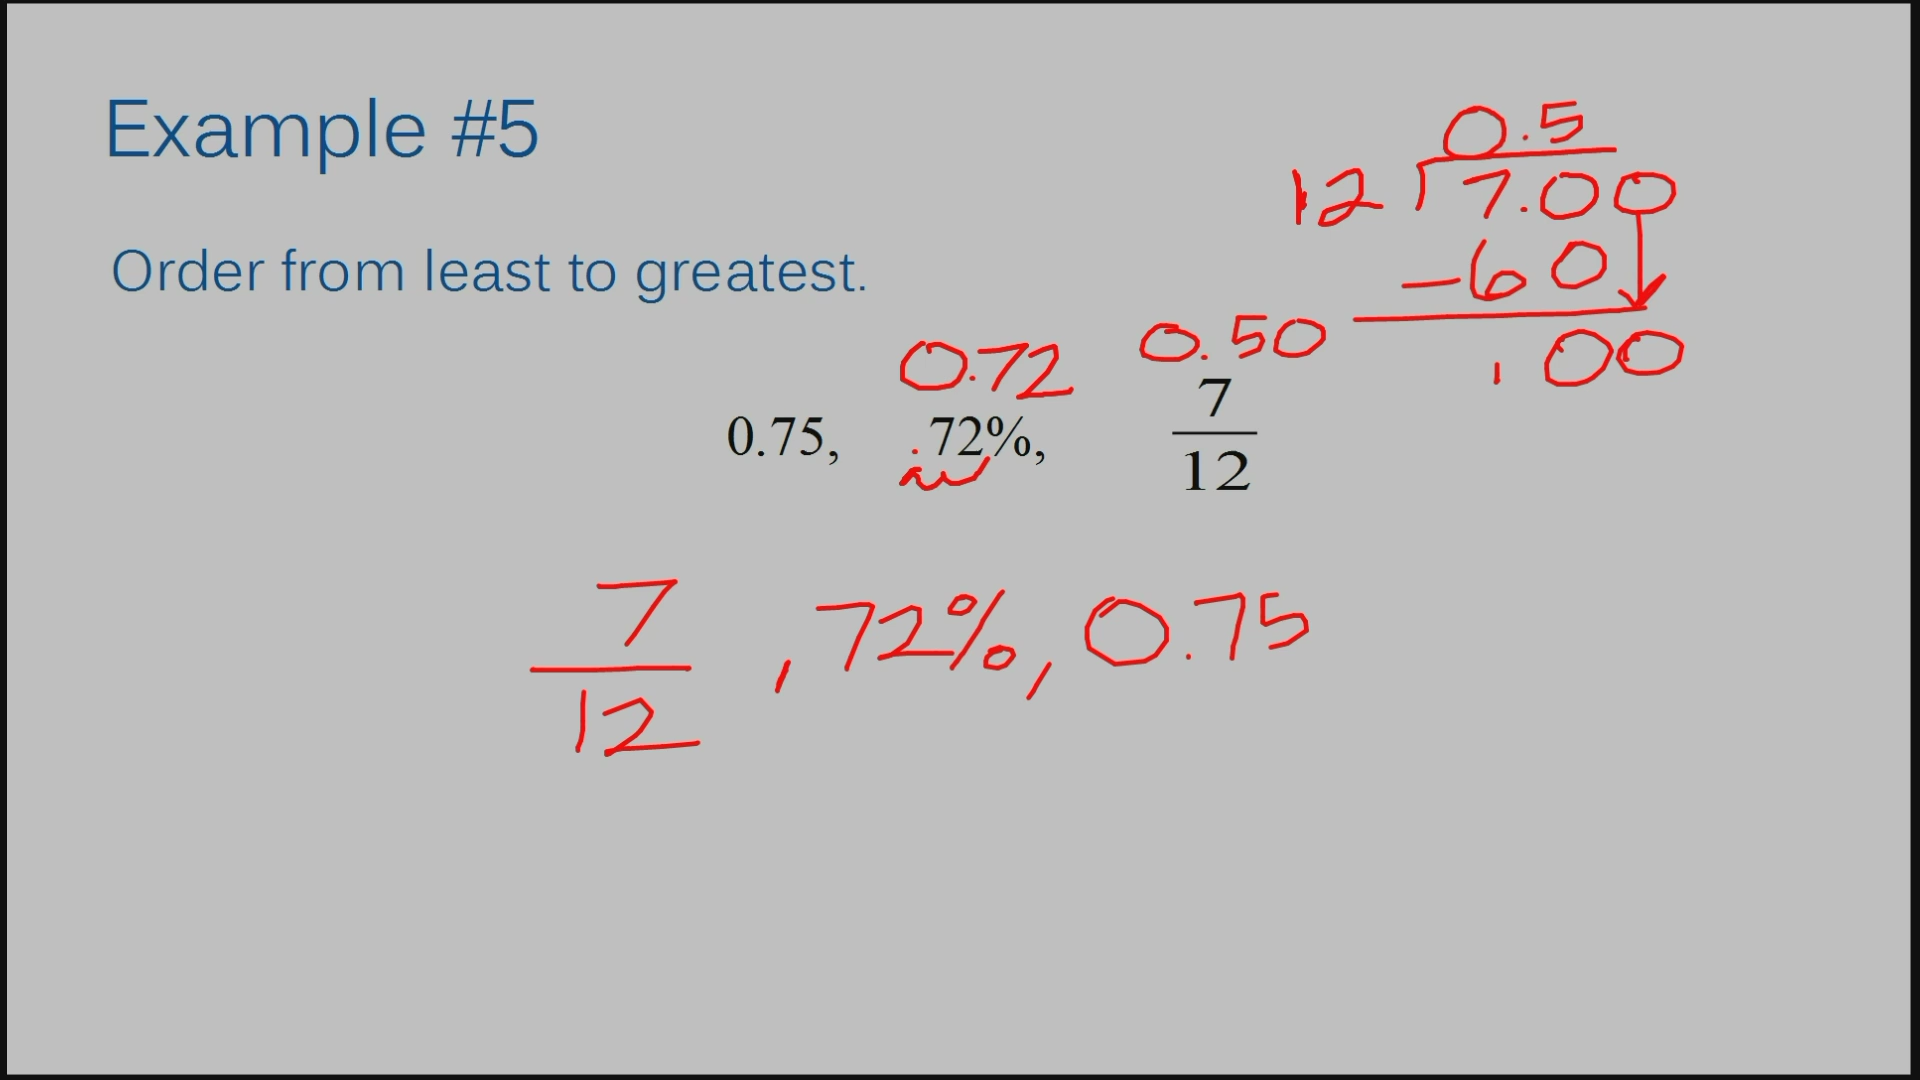 Example #5
Order from least to greatest.
0.5
12 7.00
-60
100
0.72 0.50
0.75, .72%, 7/12
7/12, 72%, 0.75